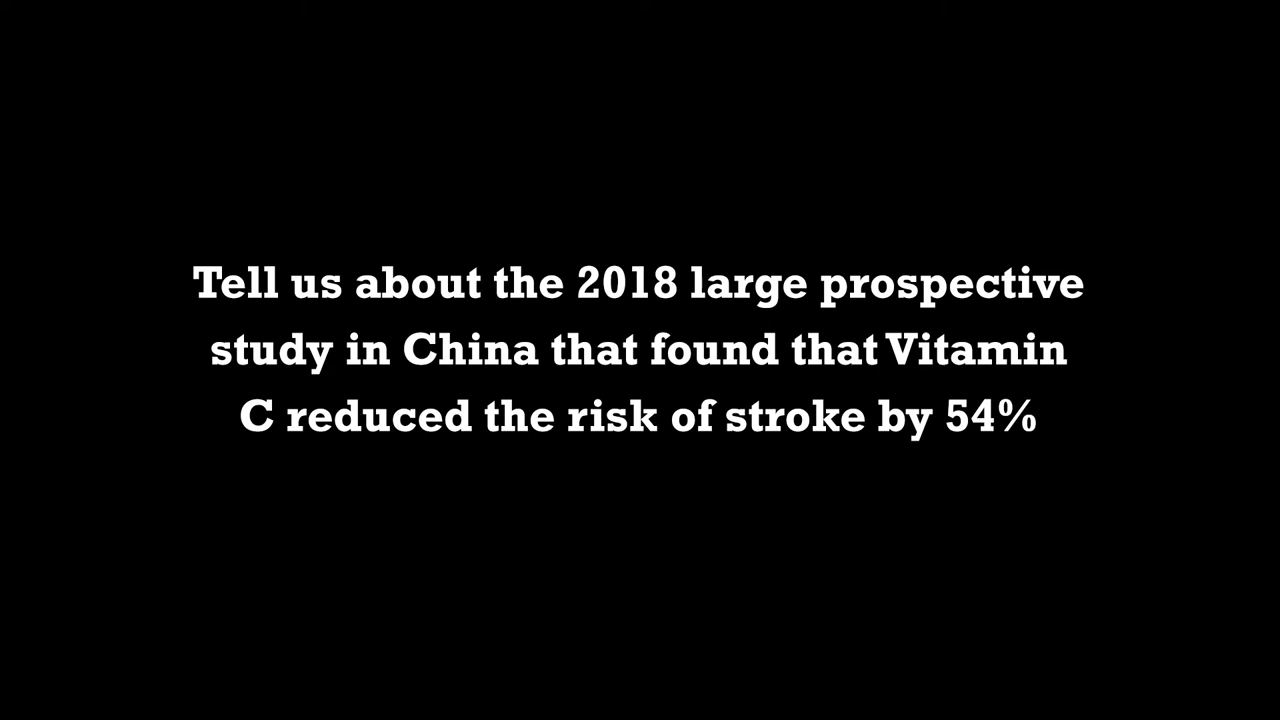 Tell us about the 2018 large prospective
study in China that found that Vitamin
C reduced the risk of stroke by 54%